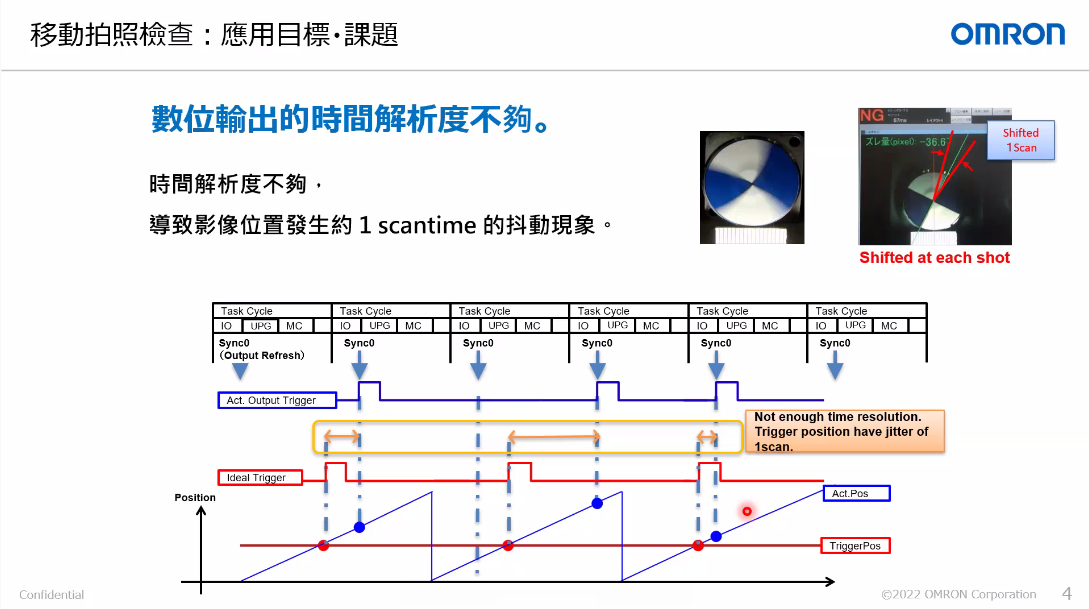 移動拍照檢查：應用目標･課題
OMRON
數位輸出的時間解析度不夠。
時間解析度不夠，
導致影像位置發生約 1 scantime 的抖動現象。
NG
ズレ量(pixel): -36.6
Shifted
1Scan
Shifted at each shot
Task Cycle Task Cycle Task Cycle Task Cycle Task Cycle Task Cycle
IO UPG MC IO UPG MC IO UPG MC IO UPG MC IO UPG MC IO UPG MC
Sync0 Sync0 Sync0 Sync0 Sync0 Sync0
（Output Refresh）
Act. Output Trigger
Not enough time resolution.
Trigger position have jitter of
1scan.
Ideal Trigger
Position
Act.Pos
TriggerPos
Confidential
©2022 OMRON Corporation 4